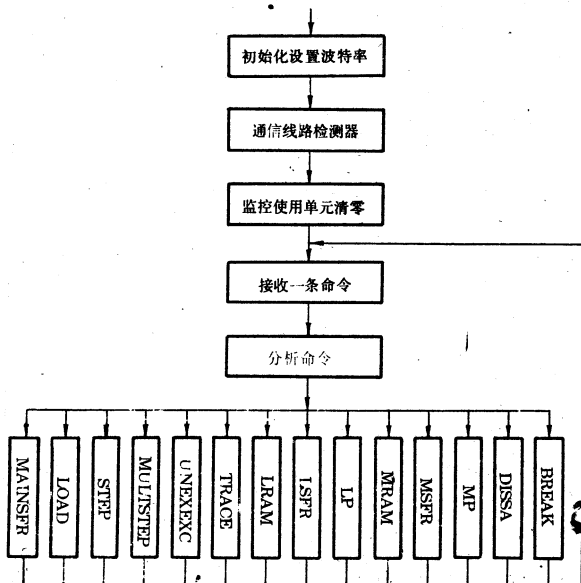 初始化设置波特率
通信线路检测器
监控使用单元清零
接收一条命令
分析命令
MAINSFR
LOAD
STEP
MULTSTEP
UNEXEXC
TRACE
LRAM
LSFR
LP
MRAM
MSFR
MP
DISSA
BREAK